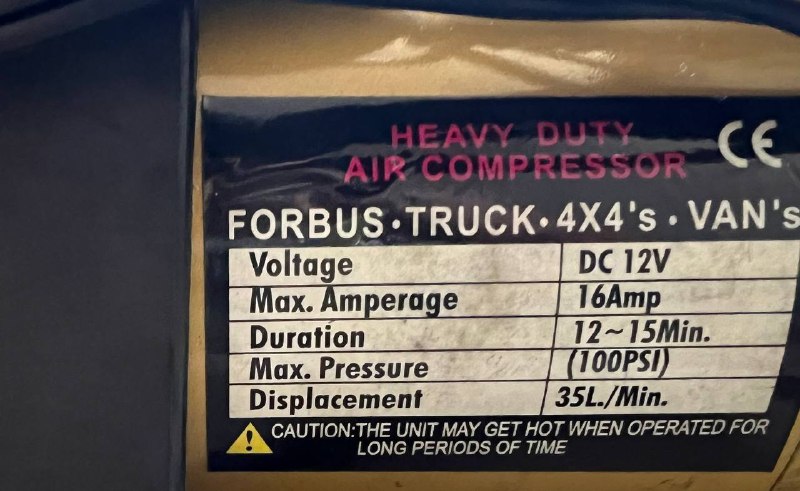 HEAVY DUTY
AIR COMPRESSOR
CE
FORBUS·TRUCK·4X4's·VAN's
Voltage DC 12V
Max. Amperage 16Amp
Duration 12~15Min.
Max. Pressure (100PSI)
Displacement 35L./Min.
CAUTION:THE UNIT MAY GET HOT WHEN OPERATED FOR
LONG PERIODS OF TIME